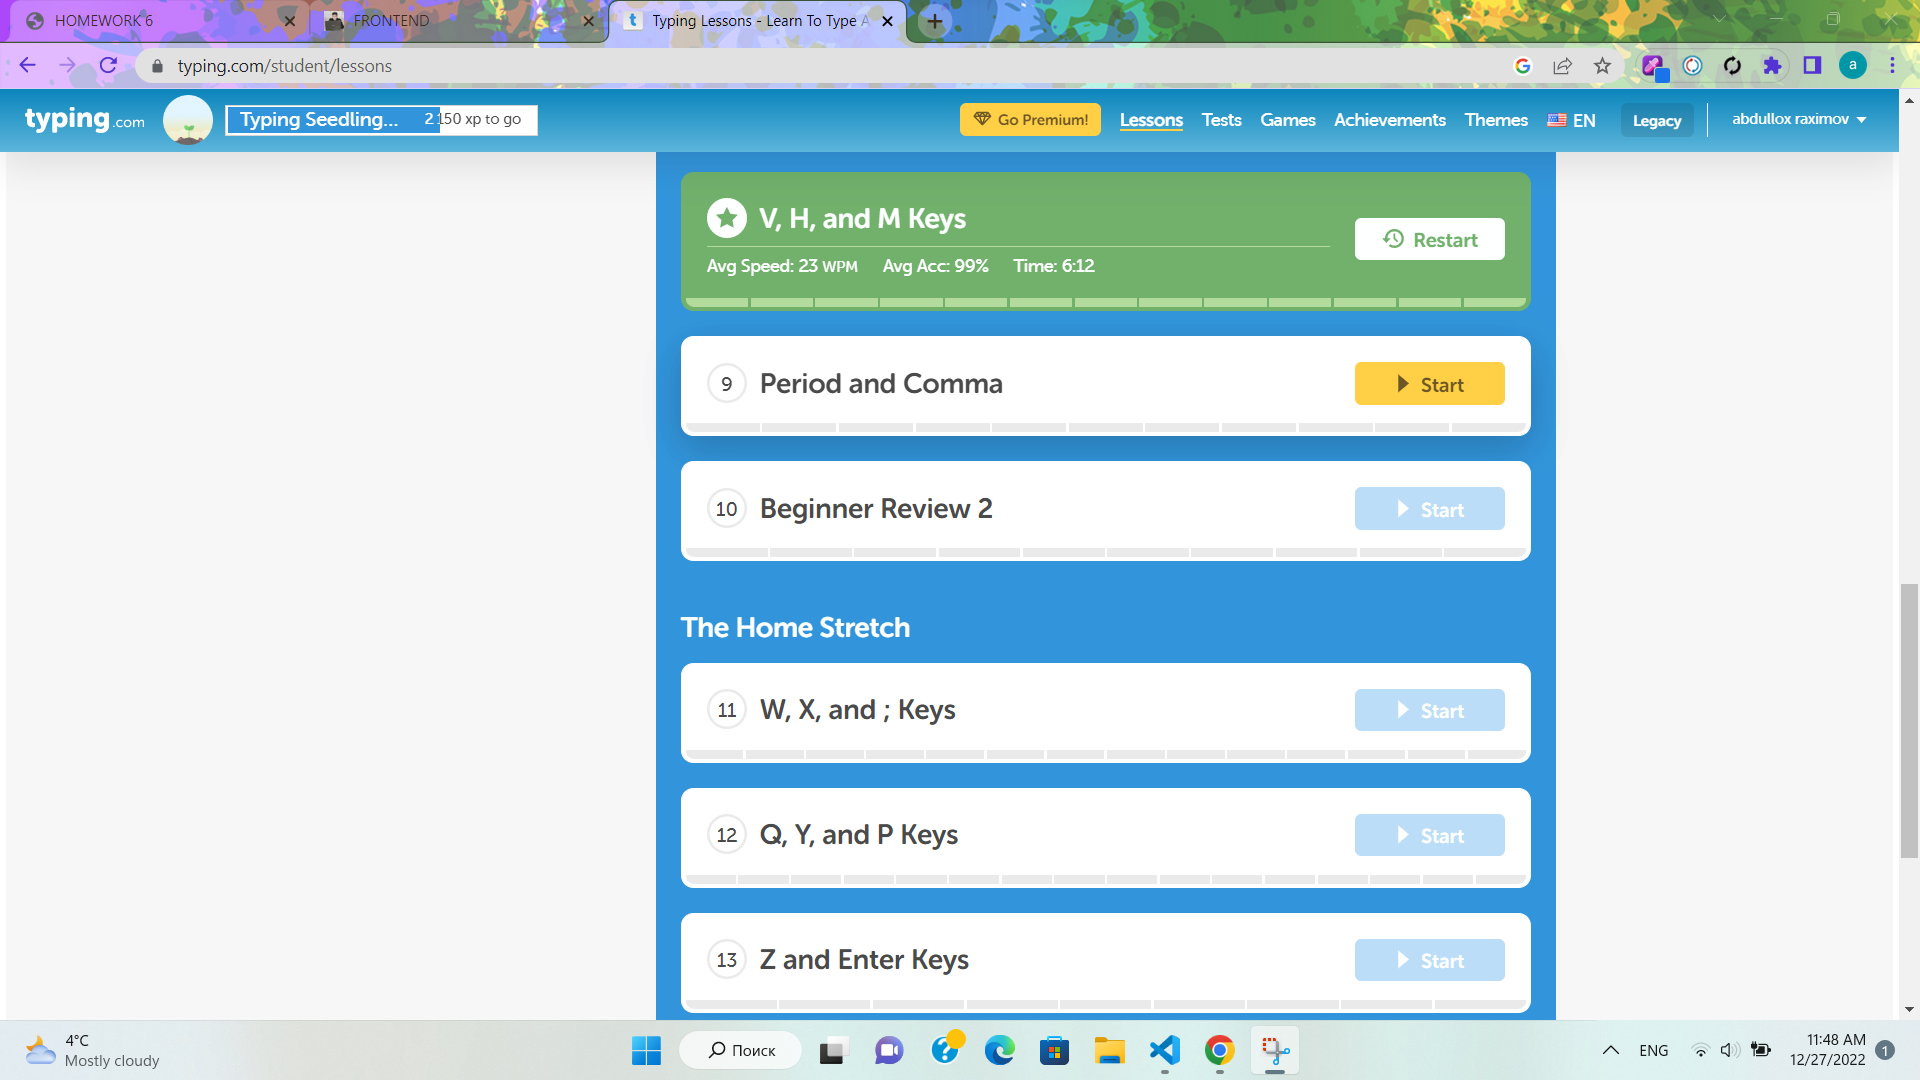 HOMEWORK 6
FRONTEND
Typing Lessons - Learn To Type A
typing.com/student/lessons
a
typing.com
Typing Seedling... 2150 xp to go
Go Premium!
Lessons
Tests
Games
Achievements
Themes
EN
Legacy
abdullox raximov
V, H, and M Keys
Restart
Avg Speed: 23 WPM Avg Acc: 99% Time: 6:12
9 Period and Comma
Start
10 Beginner Review 2
Start
The Home Stretch
11 W, X, and ; Keys
Start
12 Q, Y, and P Keys
Start
13 Z and Enter Keys
Start
4°C
Mostly cloudy
Поиск
ENG
11:48 AM
12/27/2022
1